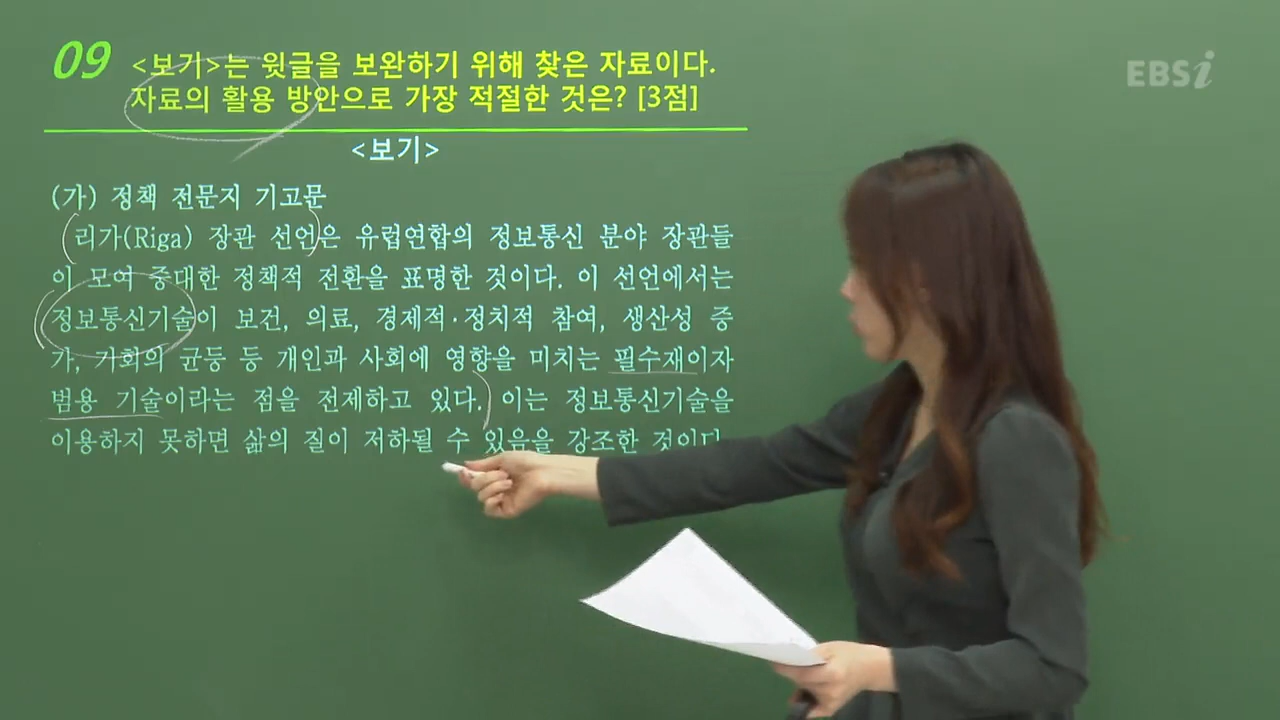 09 <보기>는 윗글을 보완하기 위해 찾은 자료이다.
자료의 활용 방안으로 가장 적절한 것은? [3점]
EBSi
<보기>
(가) 정책 전문지 기고문
리가(Riga) 장관 선언은 유럽연합의 정보통신 분야 장관들
이 모여 중대한 정책적 전환을 표명한 것이다. 이 선언에서는
정보통신기술이 보건, 의료, 경제적·정치적 참여, 생산성 증
가, 기회의 균등 등 개인과 사회에 영향을 미치는 필수재이자
범용 기술이라는 점을 전제하고 있다. 이는 정보통신기술을
이용하지 못하면 삶의 질이 저하될 수 있음을 강조한 것이다.